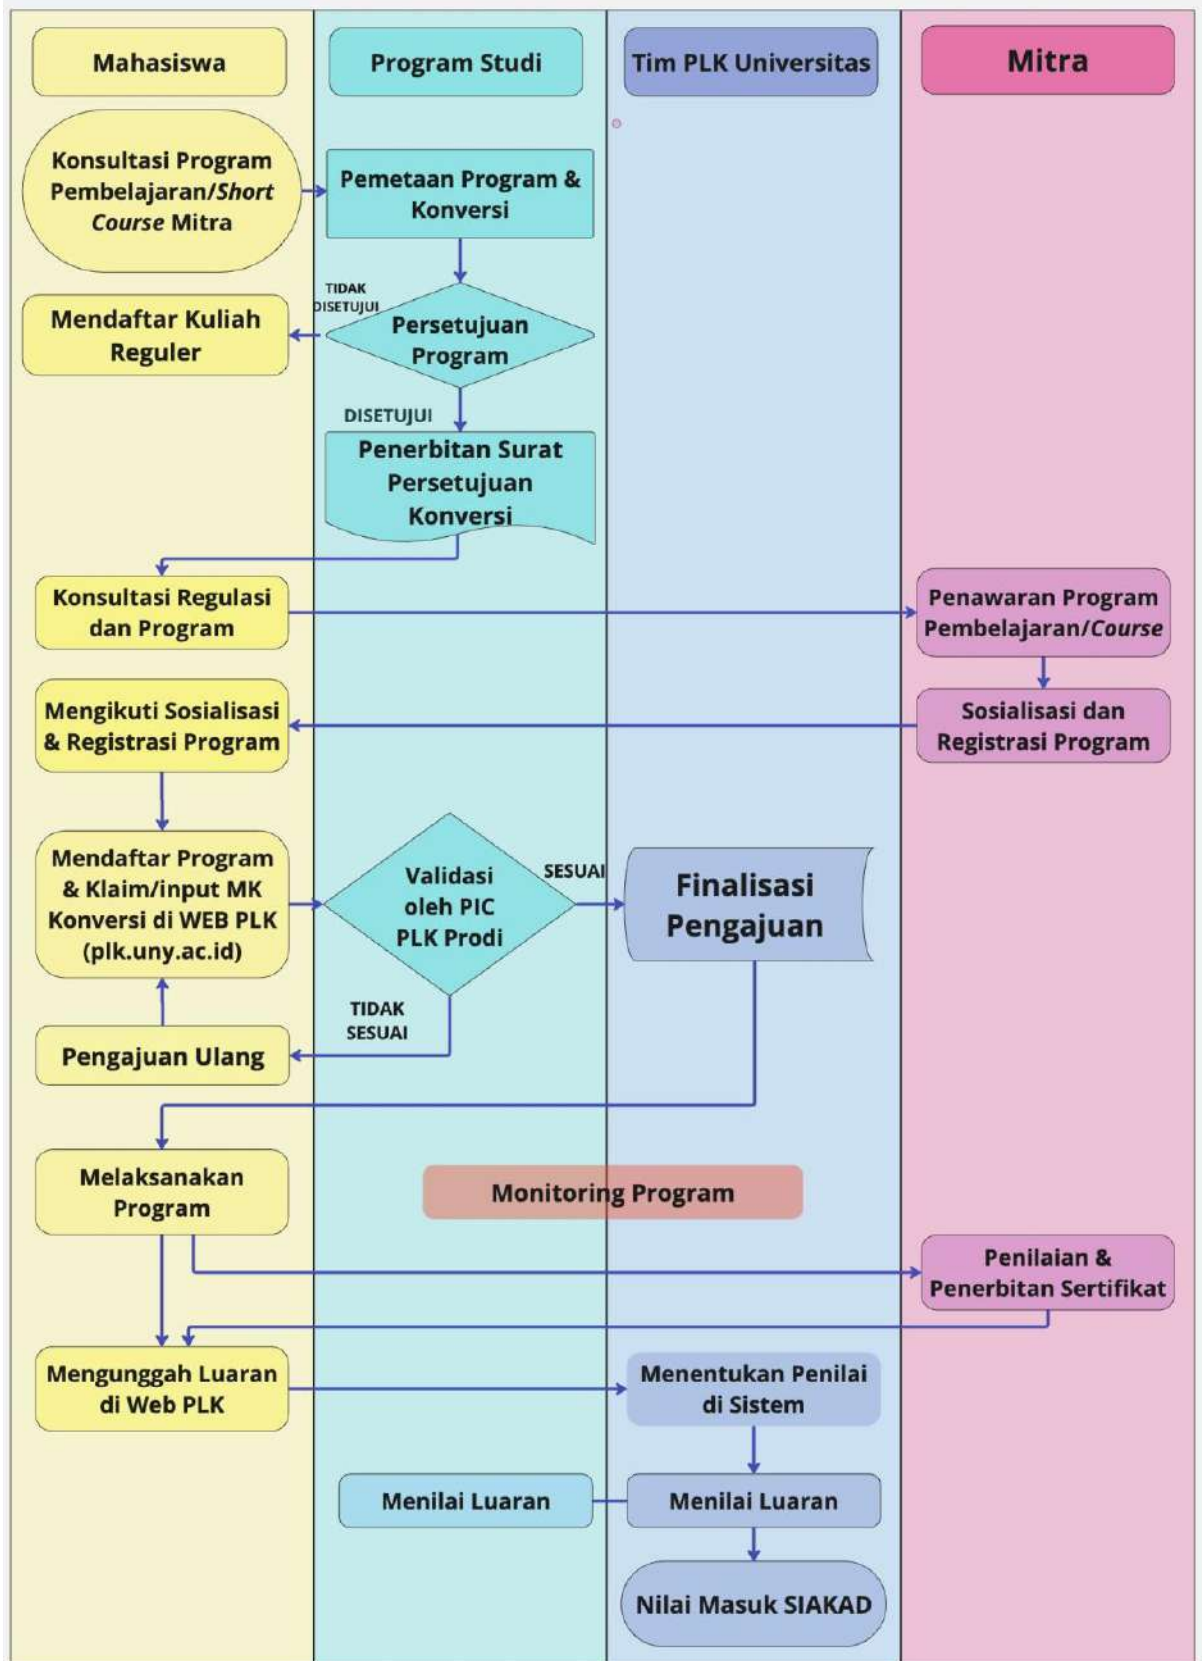 Mahasiswa
Program Studi
Tim PLK Universitas
Mitra
Konsultasi Program
Pembelajaran/Short
Course Mitra
Pemetaan Program &
Konversi
TIDAK
DISETUJUI
Mendaftar Kuliah
Reguler
Persetujuan
Program
DISETUJUI
Penerbitan Surat
Persetujuan
Konversi
Konsultasi Regulasi
dan Program
Penawaran Program
Pembelajaran/Course
Mengikuti Sosialisasi
& Registrasi Program
Sosialisasi dan
Registrasi Program
Mendaftar Program
& Klaim/input MK
Konversi di WEB PLK
(plk.uny.ac.id)
Validasi
oleh PIC
PLK Prodi
SESUAI
Finalisasi
Pengajuan
TIDAK
SESUAI
Pengajuan Ulang
Melaksanakan
Program
Monitoring Program
Penilaian &
Penerbitan Sertifikat
Mengunggah Luaran
di Web PLK
Menentukan Penilai
di Sistem
Menilai Luaran
Menilai Luaran
Nilai Masuk SIAKAD